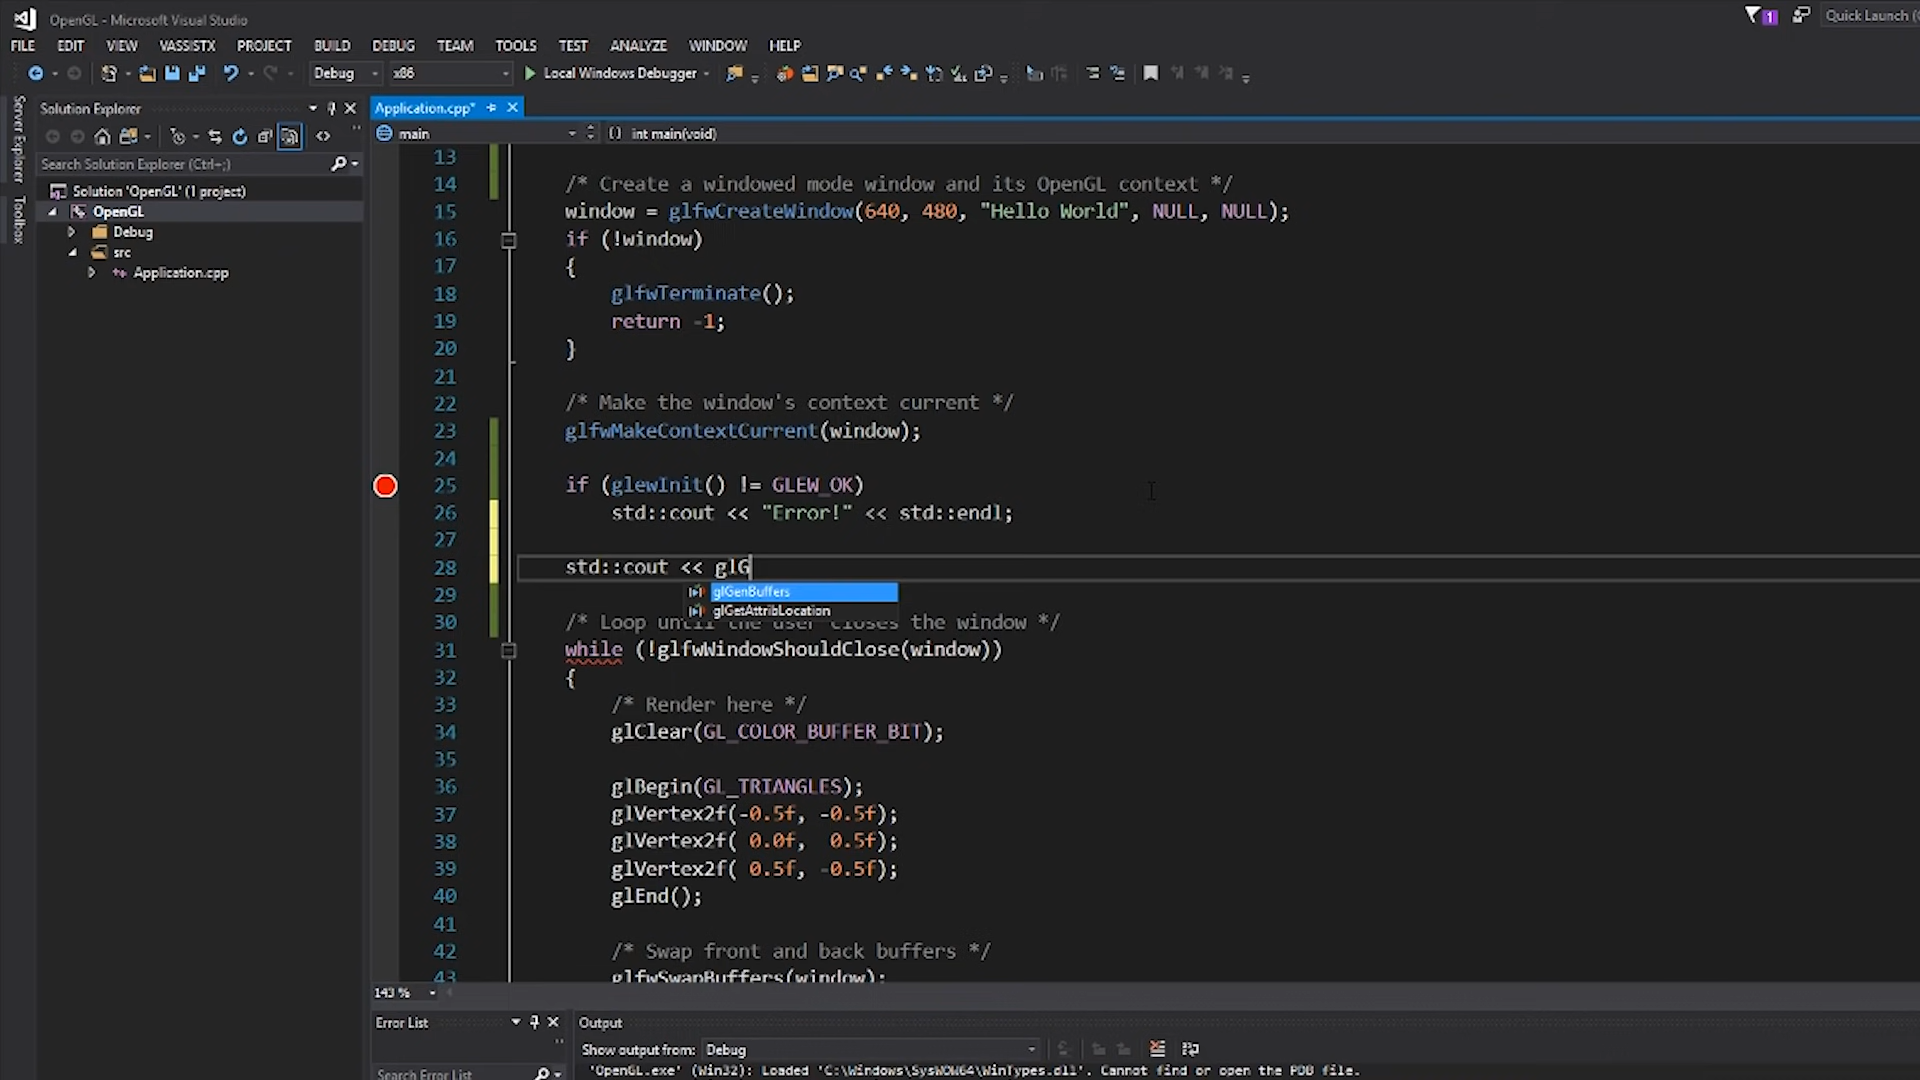 OpenGL - Microsoft Visual Studio
1
Quick Launch (
FILE EDIT VIEW VASSISTX PROJECT BUILD DEBUG TEAM TOOLS TEST ANALYZE WINDOW HELP
Debug x86 Local Windows Debugger
Server Explorer
Toolbox
Solution Explorer
Search Solution Explorer (Ctrl+;)
Solution 'OpenGL' (1 project)
OpenGL
Debug
src
Application.cpp
Application.cpp*
main int main(void)
13
14 /* Create a windowed mode window and its OpenGL context */
15 window = glfwCreateWindow(640, 480, "Hello World", NULL, NULL);
16 if (!window)
17 {
18 glfwTerminate();
19 return -1;
20 }
21
22 /* Make the window's context current */
23 glfwMakeContextCurrent(window);
24
25 if (glewInit() != GLEW_OK)
26 std::cout << "Error!" << std::endl;
27
28 std::cout << glG
glGenBuffers
29
glGetAttribLocation
30 /* Loop until the user closes the window */
31 while (!glfwWindowShouldClose(window))
32 {
33 /* Render here */
34 glClear(GL_COLOR_BUFFER_BIT);
35
36 glBegin(GL_TRIANGLES);
37 glVertex2f(-0.5f, -0.5f);
38 glVertex2f( 0.0f,  0.5f);
39 glVertex2f( 0.5f, -0.5f);
40 glEnd();
41
42 /* Swap front and back buffers */
43 glfwSwapBuffers(window);
143 %
Error List
Search Error List
Output
Show output from: Debug
'OpenGL.exe' (Win32): Loaded 'C:\Windows\SysWOW64\WinTypes.dll'. Cannot find or open the PDB file.